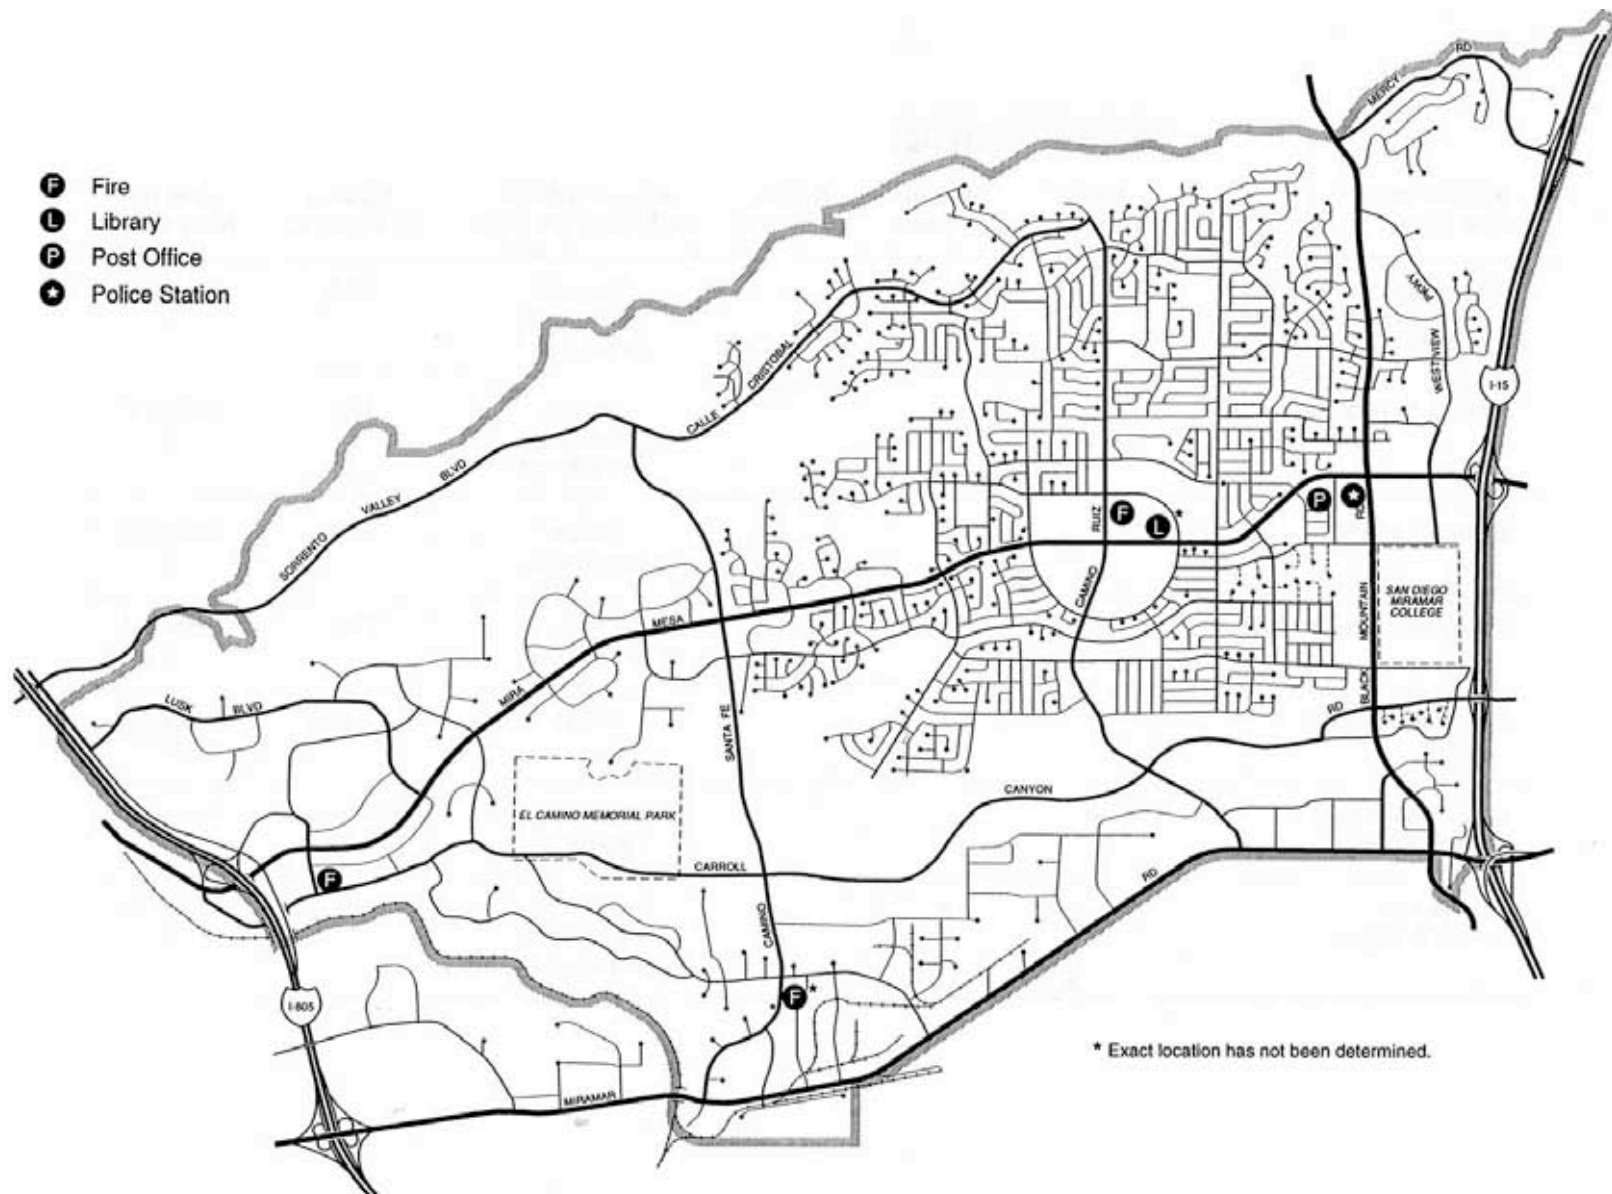 F Fire
L Library
P Post Office
★ Police Station
MERCY
RD
PKWY
WESTVIEW
I-15
CALLE
CRISTOBAL
SORRENTO
VALLEY
BLVD
RUIZ
F
L *
P
★
CAMINO
MOUNTAIN
BLACK
SAN DIEGO
MIRAMAR
COLLEGE
MESA
MIRA
LUSK
BLVD
SANTA FE
CAMINO
RD
CANYON
CARROLL
EL CAMINO MEMORIAL PARK
F
RD
F *
I-805
MIRAMAR
* Exact location has not been determined.